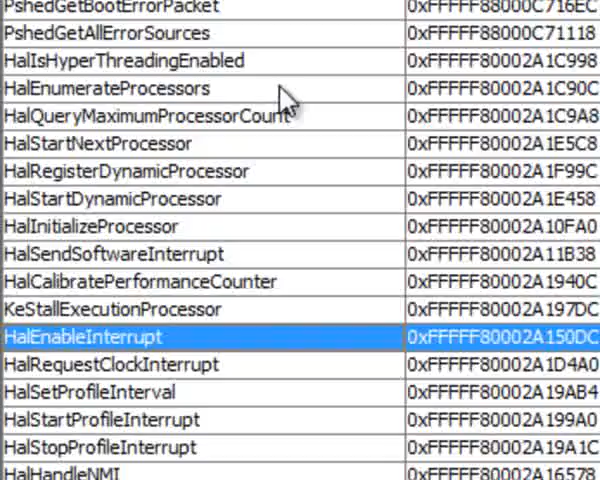 PshedGetBootErrorPacket 0xFFFFF88000C716EC
PshedGetAllErrorSources 0xFFFFF88000C71118
HalIsHyperThreadingEnabled 0xFFFFF80002A1C998
HalEnumerateProcessors 0xFFFFF80002A1C90C
HalQueryMaximumProcessorCount 0xFFFFF80002A1C9A8
HalStartNextProcessor 0xFFFFF80002A1E5C8
HalRegisterDynamicProcessor 0xFFFFF80002A1F99C
HalStartDynamicProcessor 0xFFFFF80002A1E458
HalInitializeProcessor 0xFFFFF80002A10FA0
HalSendSoftwareInterrupt 0xFFFFF80002A11B38
HalCalibratePerformanceCounter 0xFFFFF80002A1940C
KeStallExecutionProcessor 0xFFFFF80002A197DC
HalEnableInterrupt 0xFFFFF80002A150DC
HalRequestClockInterrupt 0xFFFFF80002A1D4A0
HalSetProfileInterval 0xFFFFF80002A19AB4
HalStartProfileInterrupt 0xFFFFF80002A199A0
HalStopProfileInterrupt 0xFFFFF80002A19A1C
HalHandleNMI 0xFFFFF80002A16578